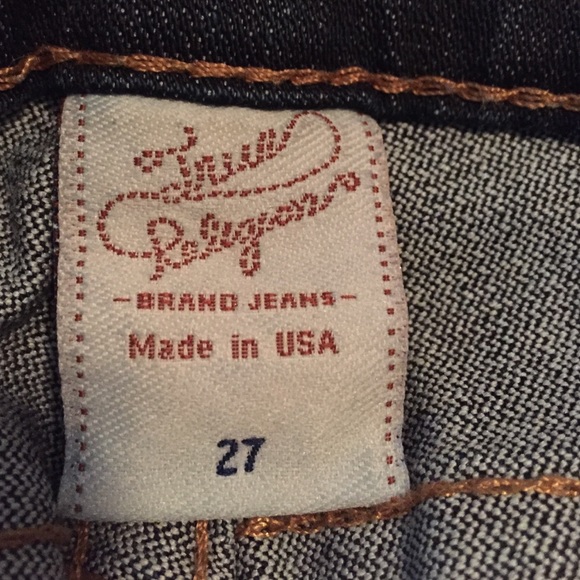 True
Religion
-BRAND JEANS-
Made in USA
27